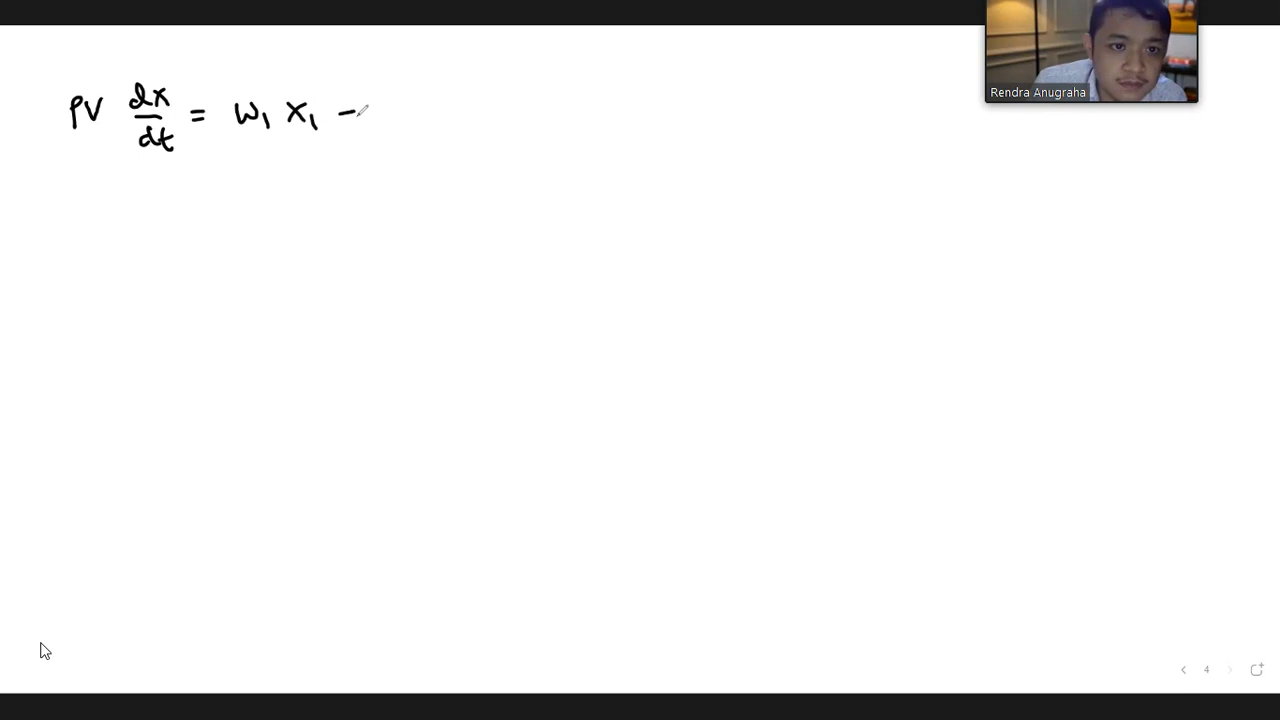 ρV dx/dt = w₁ x₁ -
Rendra Anugraha
4